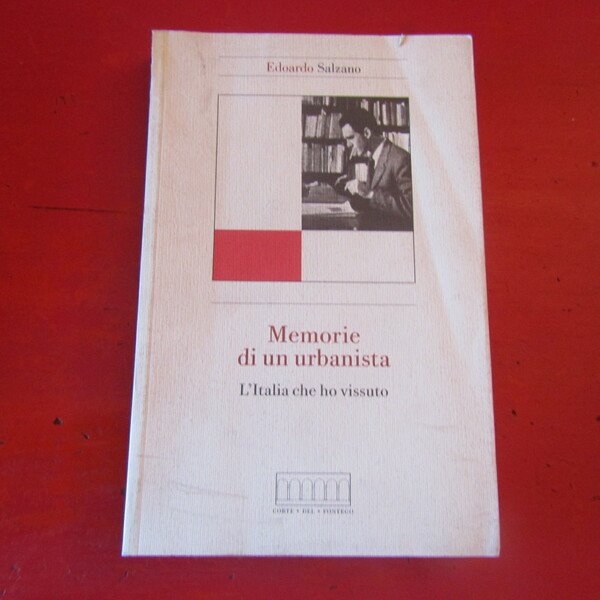 Edoardo Salzano
Memorie
di un urbanista
L'Italia che ho vissuto
CORTE • DEL • FONTEGO